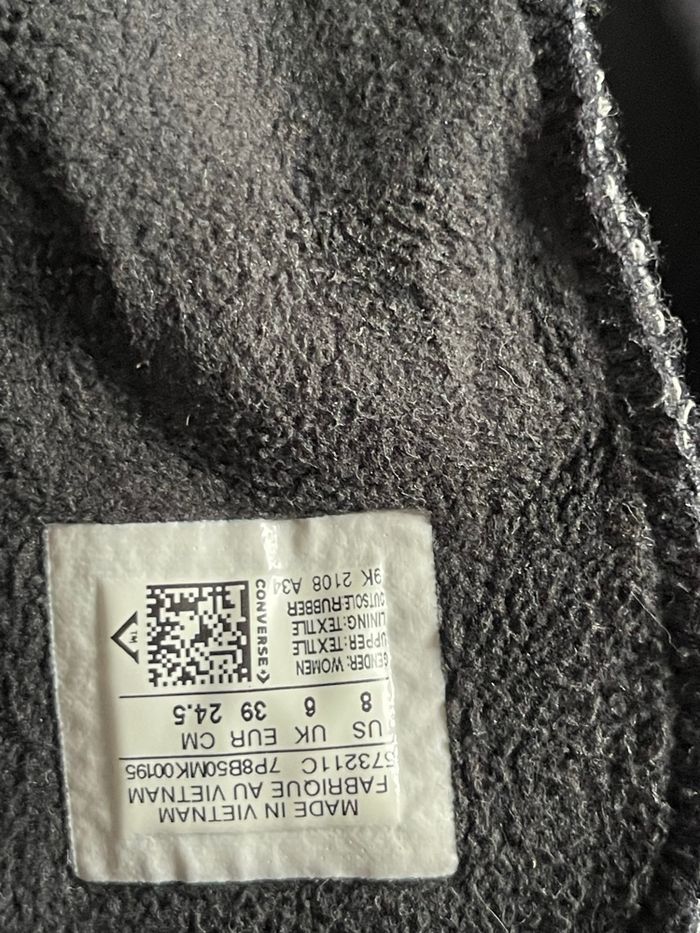 MADE IN VIETNAM
FABRIQUE AU VIETNAM
573211C 7P8B50MK00195
US UK EUR CM
8 6 39 24.5
GENDER: WOMEN
UPPER:TEXTILE
LINING:TEXTILE
OUTSOLE:RUBBER
9K 2108 A34
CONVERSE
TM